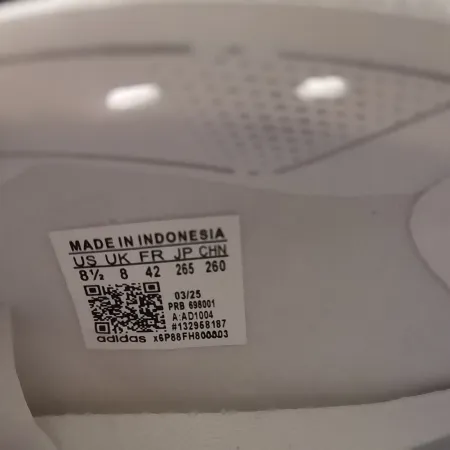 MADE IN INDONESIA
US UK FR JP CHN
8½ 8 42 265 260
03/25
PRB 698001
A:AD1004
#132958187
adidas x6P88FH800803